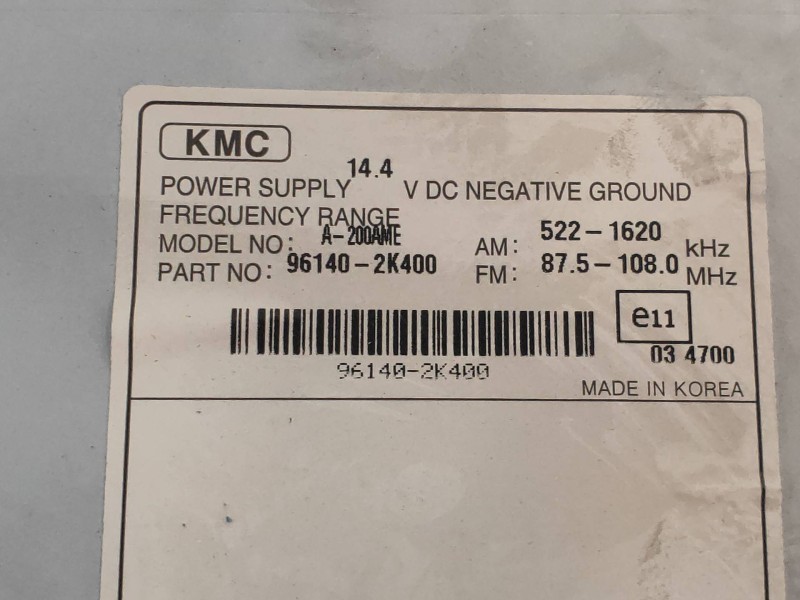 KMC
POWER SUPPLY 14.4 V DC NEGATIVE GROUND
FREQUENCY RANGE
MODEL NO: A-200AME AM: 522-1620 kHz
PART NO: 96140-2K400 FM: 87.5-108.0 MHz
e11
03 4700
96140-2K400
MADE IN KOREA